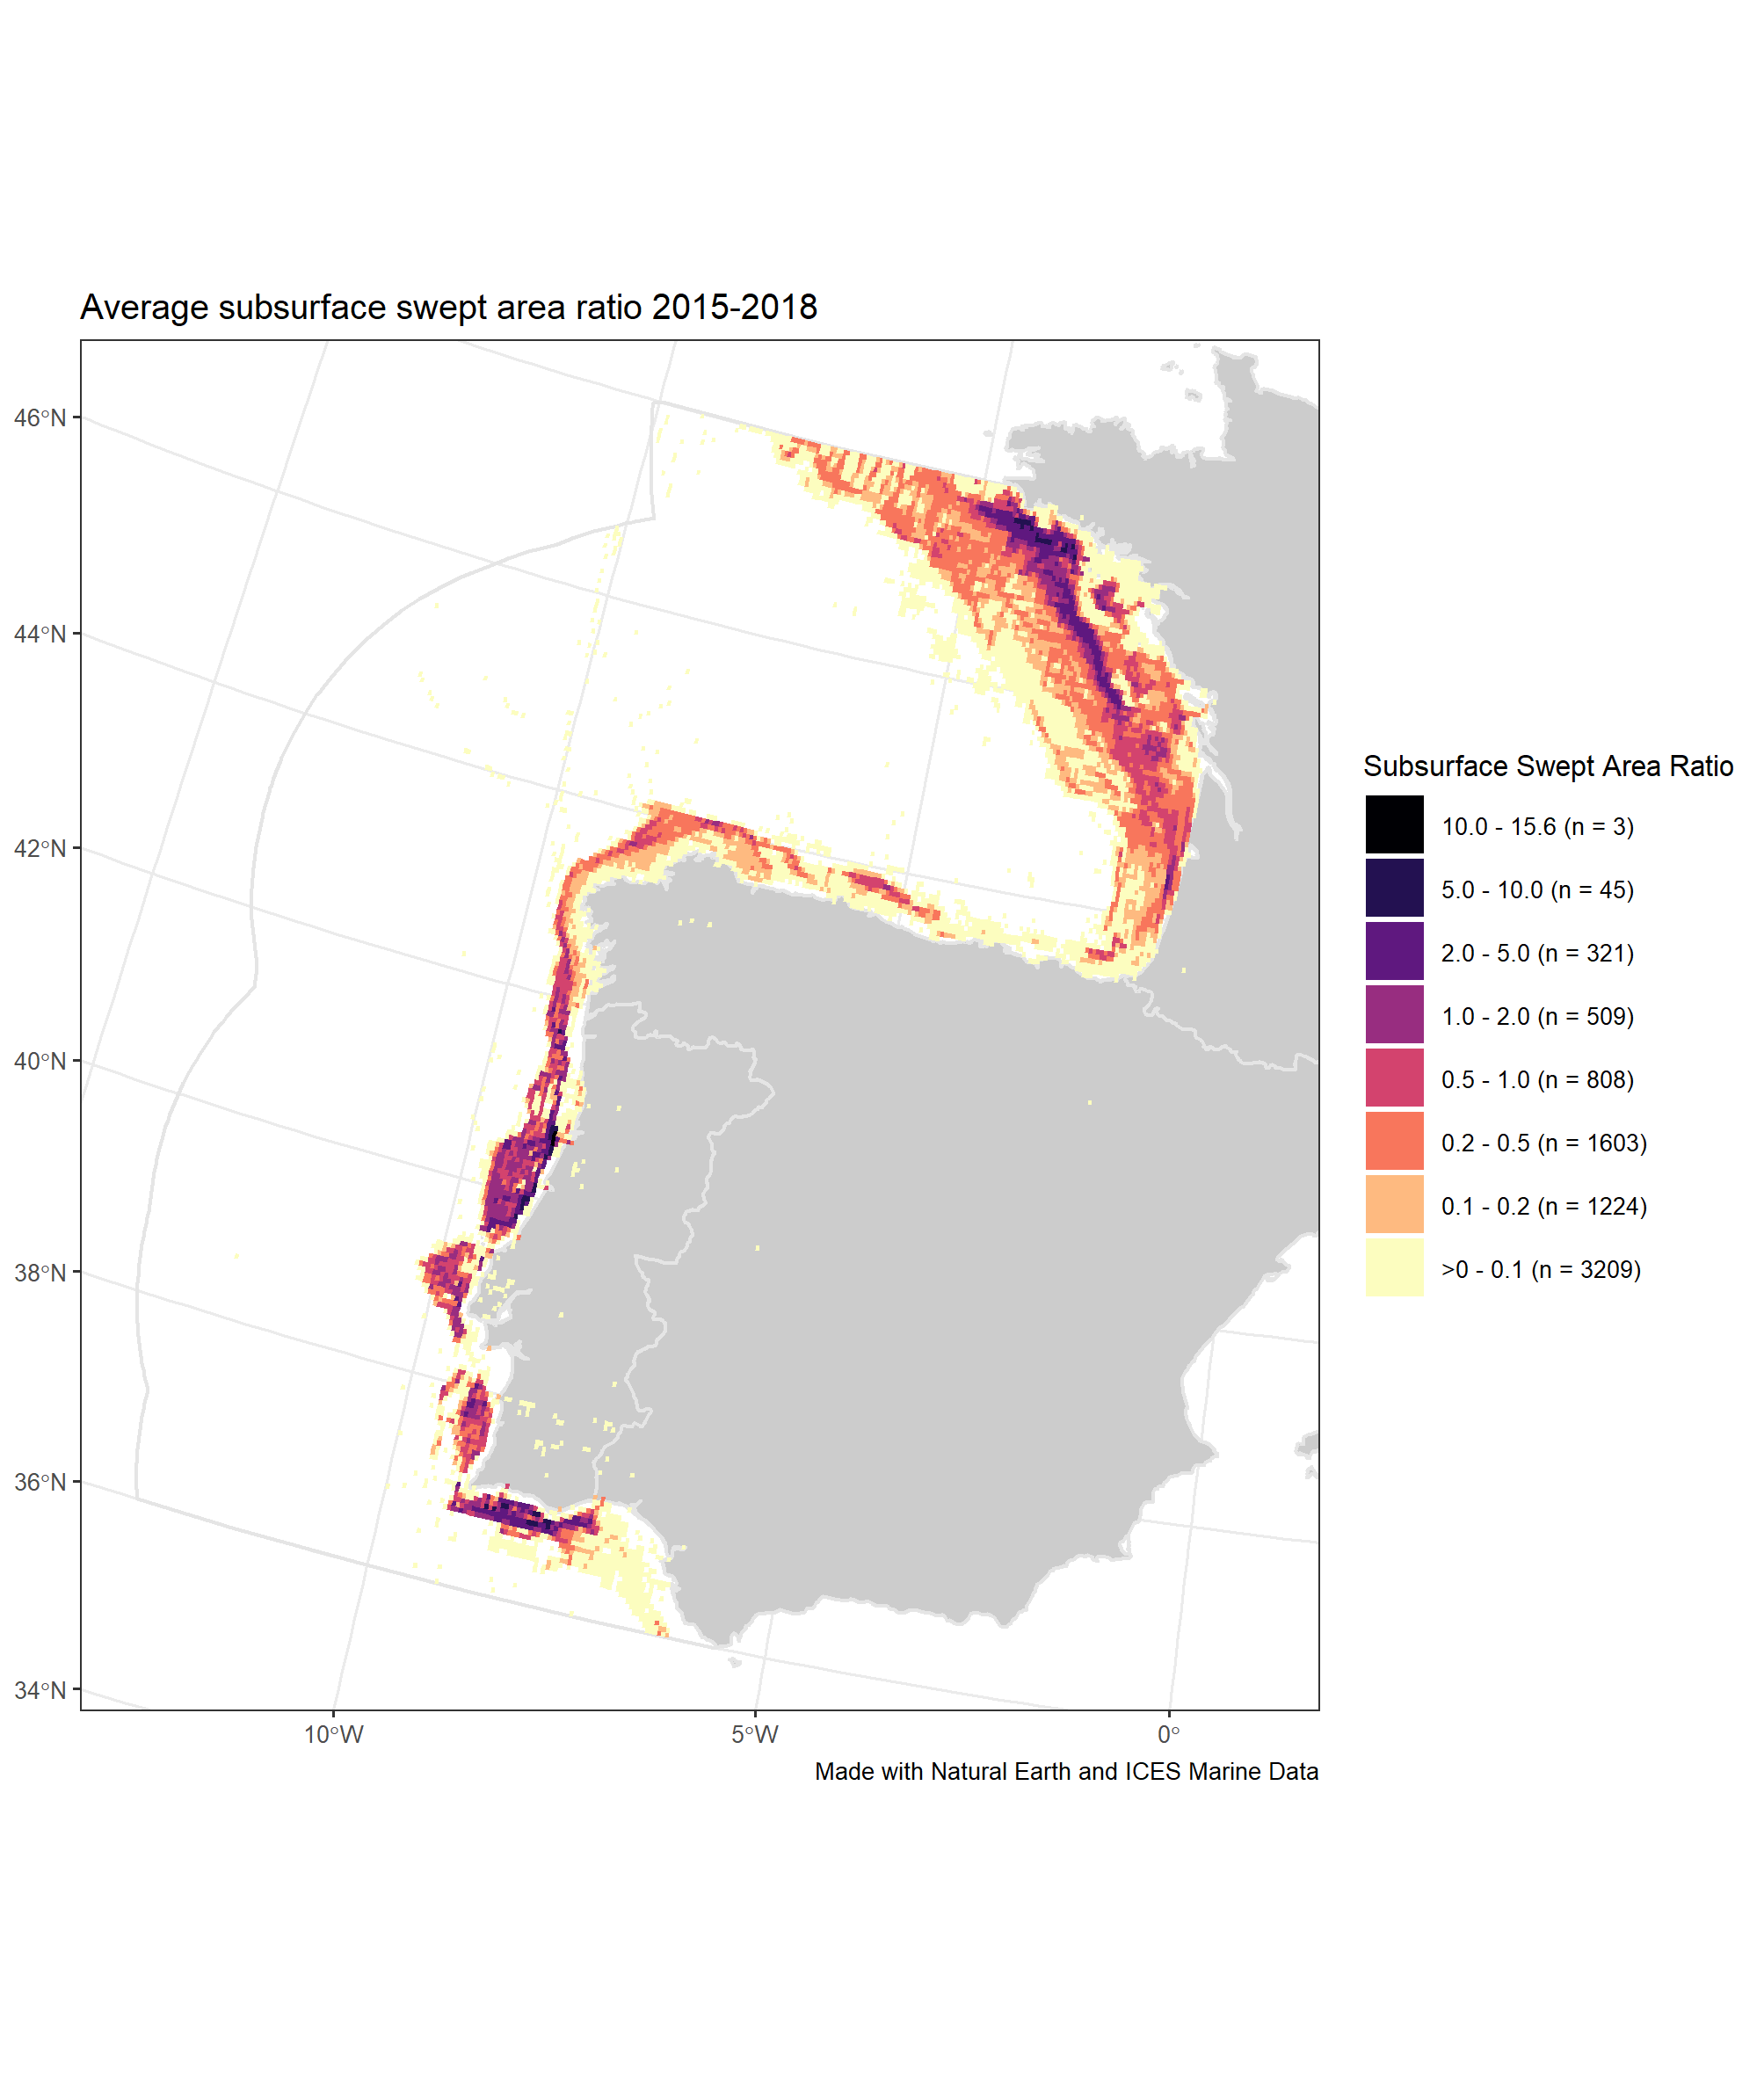 Average subsurface swept area ratio 2015-2018
46°N
44°N
42°N
40°N
38°N
36°N
34°N
10°W
5°W
0°
Subsurface Swept Area Ratio
10.0 - 15.6 (n = 3)
5.0 - 10.0 (n = 45)
2.0 - 5.0 (n = 321)
1.0 - 2.0 (n = 509)
0.5 - 1.0 (n = 808)
0.2 - 0.5 (n = 1603)
0.1 - 0.2 (n = 1224)
>0 - 0.1 (n = 3209)
Made with Natural Earth and ICES Marine Data